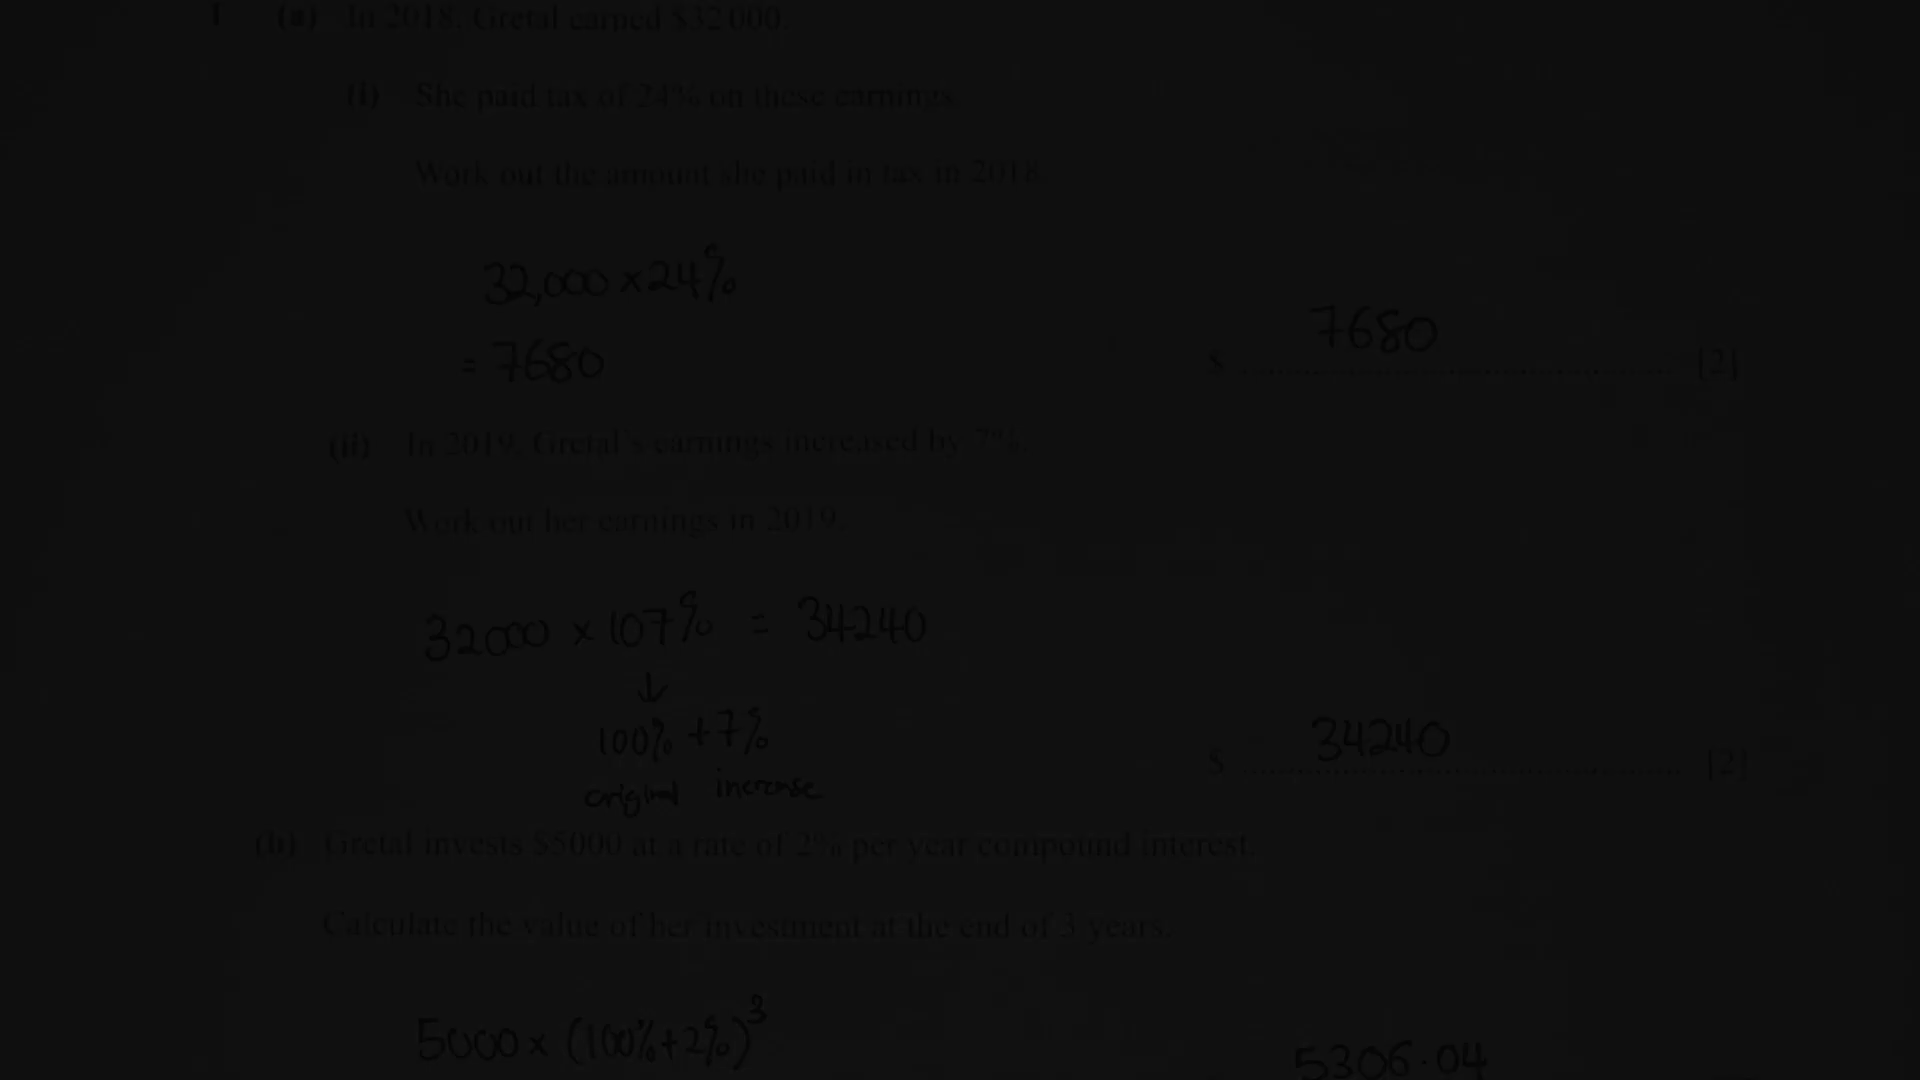 1 (a) In 2018, Gretal earned $32 000.
(i) She paid tax of 24% on these earnings.
Work out the amount she paid in tax in 2018.
32,000 × 24%
= 7680
$ 7680 [2]
(ii) In 2019, Gretal's earnings increased by 7%.
Work out her earnings in 2019.
32000 × 107% = 34240
↓
100% + 7%
original increase
$ 34240 [2]
(b) Gretal invests $5000 at a rate of 2% per year compound interest.
Calculate the value of her investment at the end of 3 years.
5000 × (100% + 2%)³
5306.04